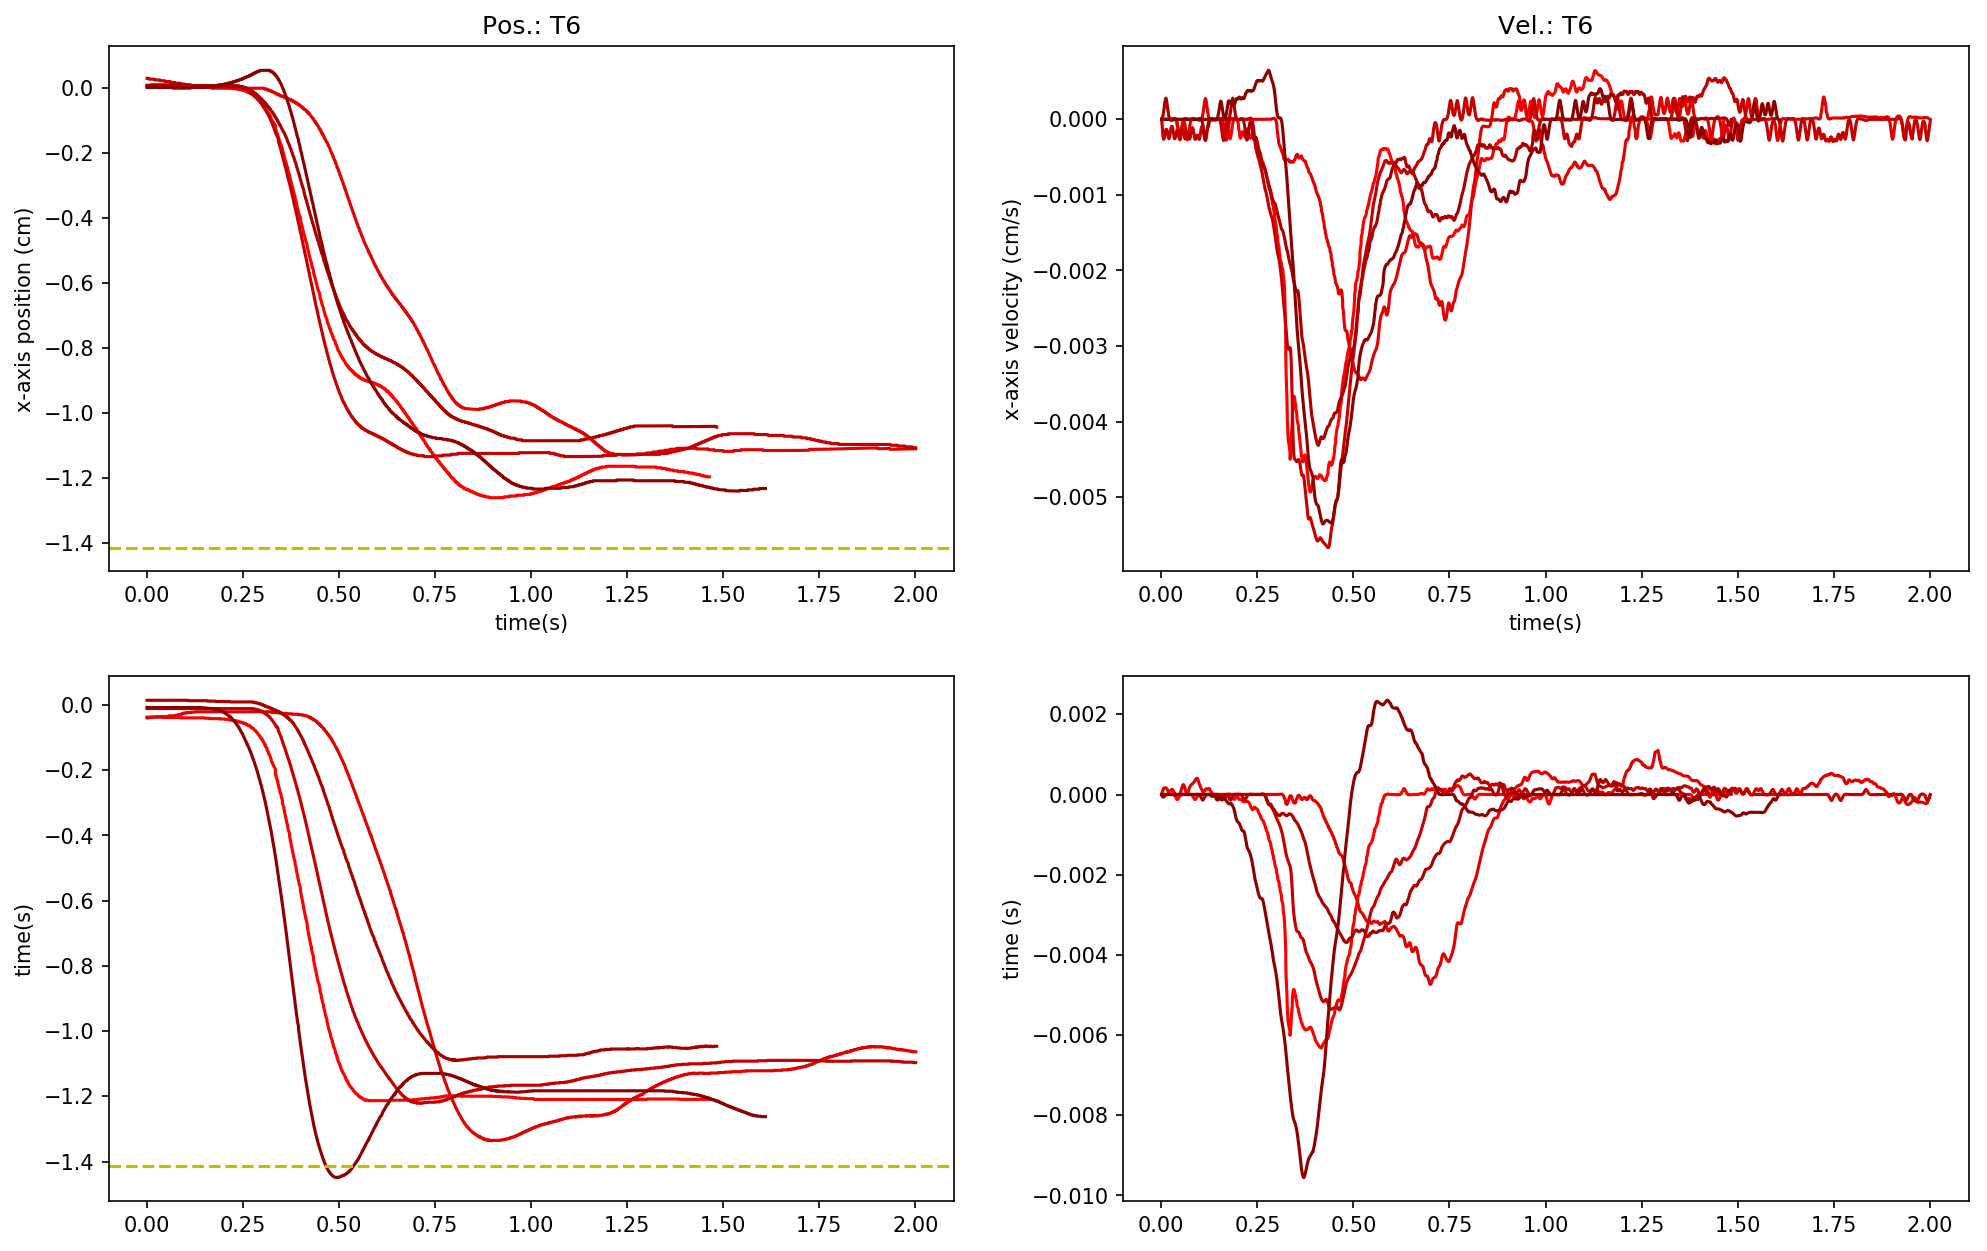 Pos.: T6
Vel.: T6
0.0
−0.2
−0.4
−0.6
−0.8
−1.0
−1.2
−1.4
x-axis position (cm)
0.00 0.25 0.50 0.75 1.00 1.25 1.50 1.75 2.00
time(s)
0.000
−0.001
−0.002
−0.003
−0.004
−0.005
x-axis velocity (cm/s)
0.00 0.25 0.50 0.75 1.00 1.25 1.50 1.75 2.00
time(s)
0.0
−0.2
−0.4
−0.6
−0.8
−1.0
−1.2
−1.4
time(s)
0.00 0.25 0.50 0.75 1.00 1.25 1.50 1.75 2.00
0.002
0.000
−0.002
−0.004
−0.006
−0.008
−0.010
time (s)
0.00 0.25 0.50 0.75 1.00 1.25 1.50 1.75 2.00